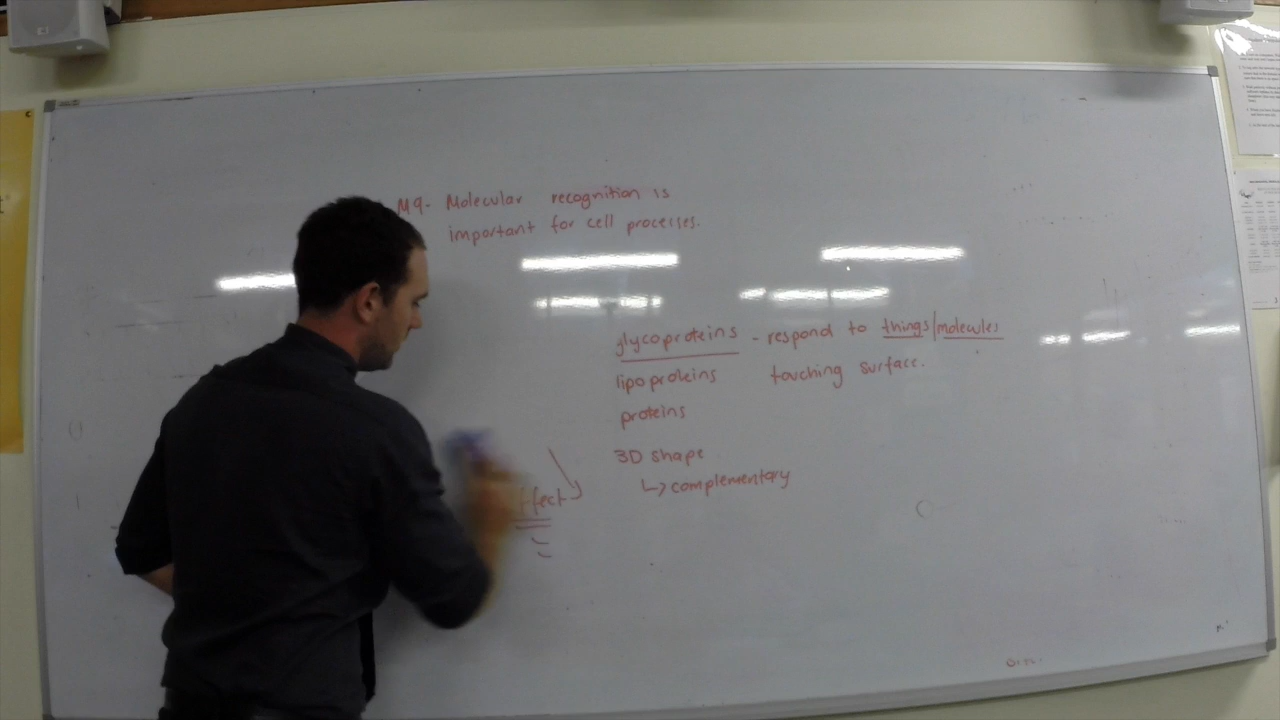 M9- Molecular recognition is
important for cell processes.
glycoproteins - respond to things/molecules
lipoproteins touching surface.
proteins
3D shape
↳ complementary